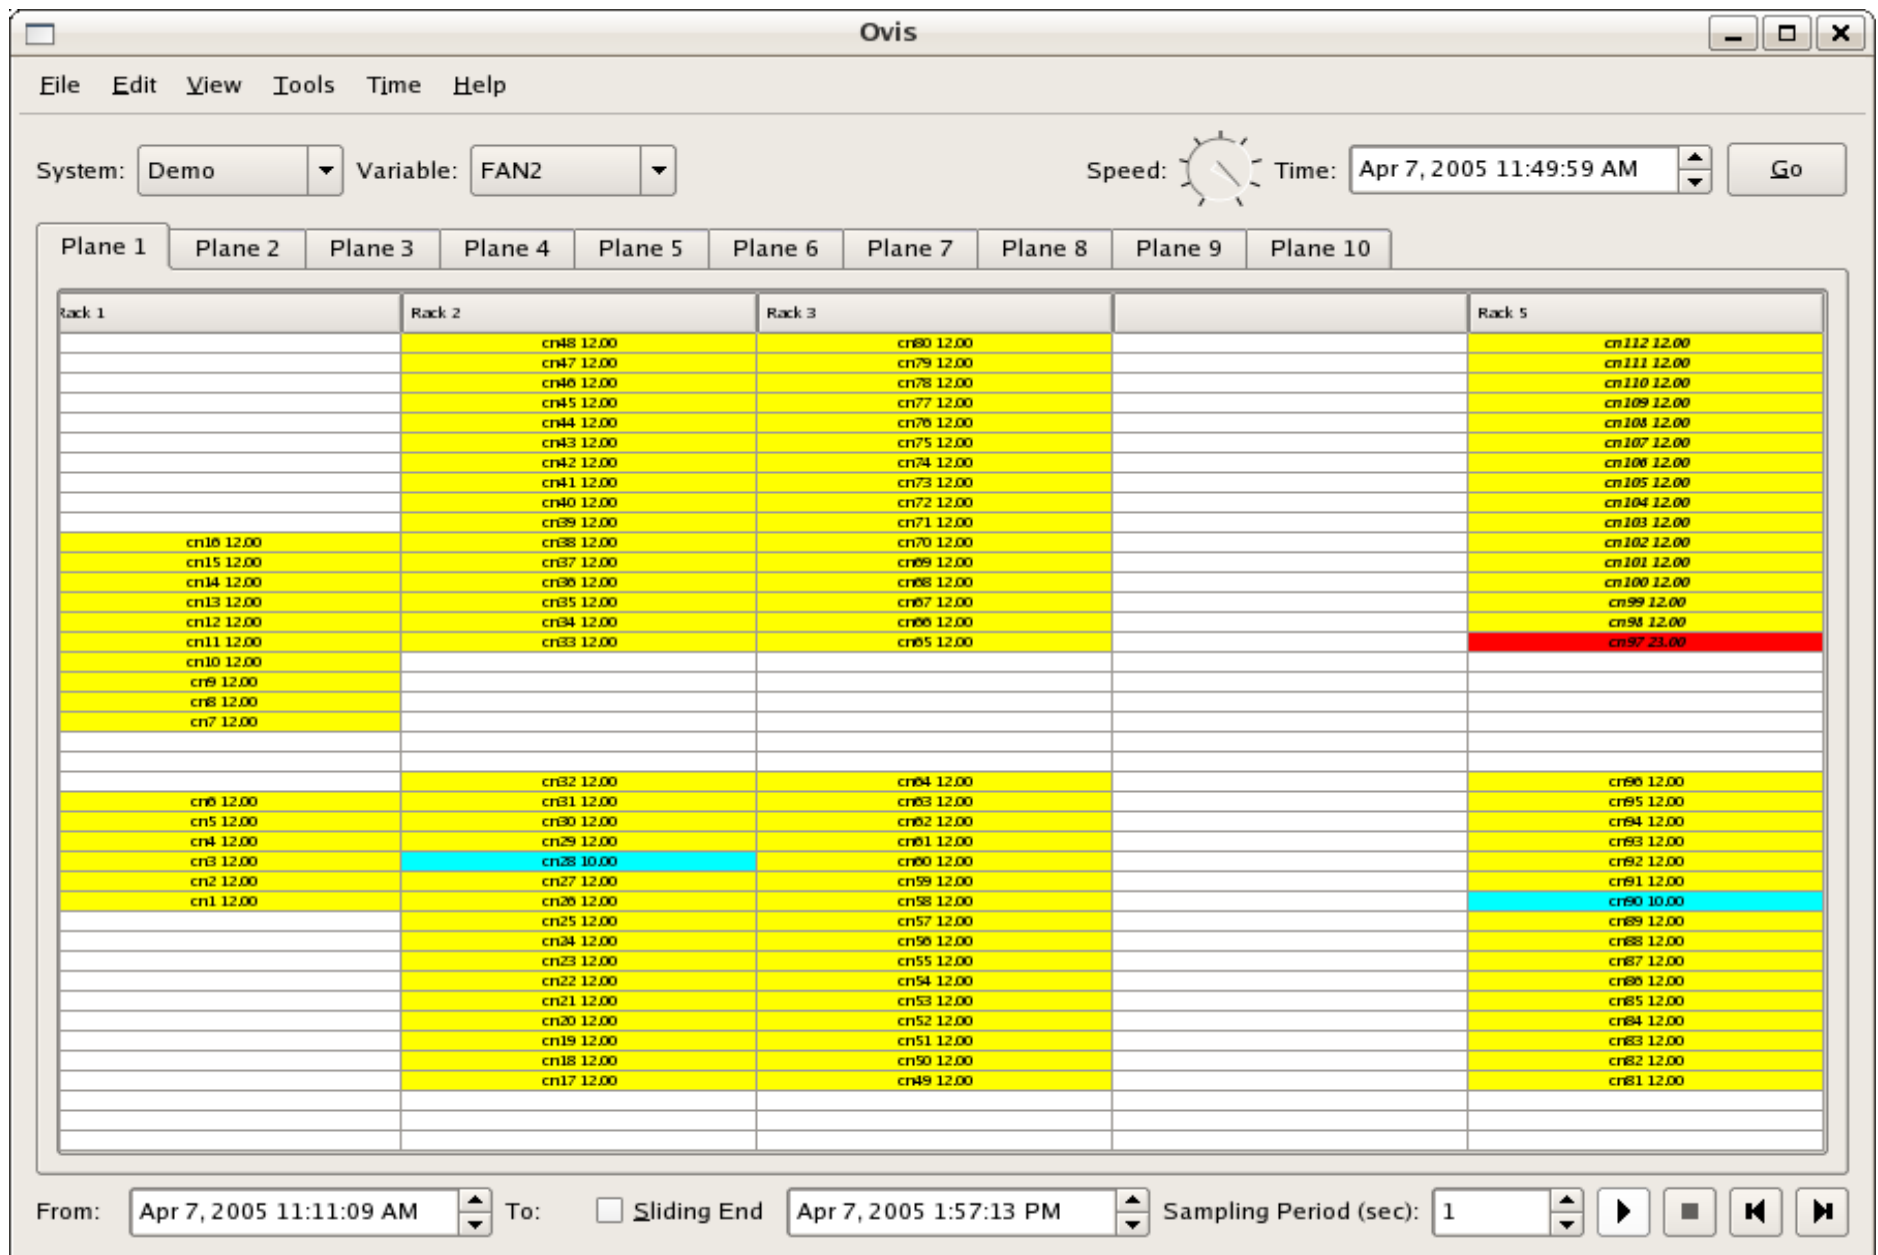 Ovis
File Edit View Tools Time Help
System: Demo Variable: FAN2 Speed: Time: Apr 7, 2005 11:49:59 AM Go
Plane 1 Plane 2 Plane 3 Plane 4 Plane 5 Plane 6 Plane 7 Plane 8 Plane 9 Plane 10
Rack 1 Rack 2 Rack 3 Rack 5
cn48 12.00 cn80 12.00 cn112 12.00
cn47 12.00 cn79 12.00 cn111 12.00
cn46 12.00 cn78 12.00 cn110 12.00
cn45 12.00 cn77 12.00 cn109 12.00
cn44 12.00 cn76 12.00 cn108 12.00
cn43 12.00 cn75 12.00 cn107 12.00
cn42 12.00 cn74 12.00 cn106 12.00
cn41 12.00 cn73 12.00 cn105 12.00
cn40 12.00 cn72 12.00 cn104 12.00
cn39 12.00 cn71 12.00 cn103 12.00
cn16 12.00 cn38 12.00 cn70 12.00 cn102 12.00
cn15 12.00 cn37 12.00 cn69 12.00 cn101 12.00
cn14 12.00 cn36 12.00 cn68 12.00 cn100 12.00
cn13 12.00 cn35 12.00 cn67 12.00 cn99 12.00
cn12 12.00 cn34 12.00 cn66 12.00 cn98 12.00
cn11 12.00 cn33 12.00 cn65 12.00 cn97 23.00
cn10 12.00
cn9 12.00
cn8 12.00
cn7 12.00
cn32 12.00 cn64 12.00 cn96 12.00
cn6 12.00 cn31 12.00 cn63 12.00 cn95 12.00
cn5 12.00 cn30 12.00 cn62 12.00 cn94 12.00
cn4 12.00 cn29 12.00 cn61 12.00 cn93 12.00
cn3 12.00 cn28 10.00 cn60 12.00 cn92 12.00
cn2 12.00 cn27 12.00 cn59 12.00 cn91 12.00
cn1 12.00 cn26 12.00 cn58 12.00 cn90 10.00
cn25 12.00 cn57 12.00 cn89 12.00
cn24 12.00 cn56 12.00 cn88 12.00
cn23 12.00 cn55 12.00 cn87 12.00
cn22 12.00 cn54 12.00 cn86 12.00
cn21 12.00 cn53 12.00 cn85 12.00
cn20 12.00 cn52 12.00 cn84 12.00
cn19 12.00 cn51 12.00 cn83 12.00
cn18 12.00 cn50 12.00 cn82 12.00
cn17 12.00 cn49 12.00 cn81 12.00
From: Apr 7, 2005 11:11:09 AM To: Sliding End Apr 7, 2005 1:57:13 PM Sampling Period (sec): 1